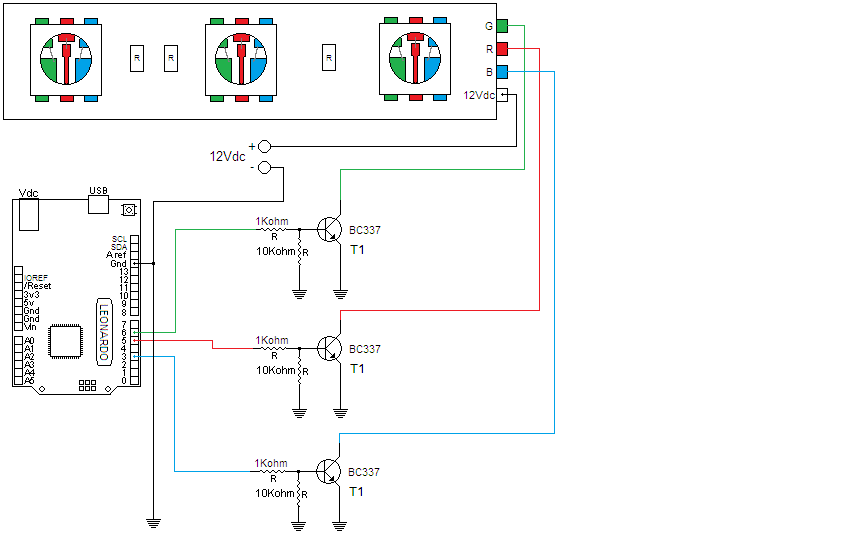 G
R
B
12Vdc
R R R
12Vdc
+
-
Vdc
USB
SCL
SDA
Aref
Gnd
13
12
11
10
9
8
7
6
5
4
3
2
1
0
IOREF
/Reset
3v3
5v
Gnd
Gnd
Vin
A0
A1
A2
A3
A4
A5
LEONARDO
1Kohm
R
10Kohm R
BC337
T1
1Kohm
R
10Kohm R
BC337
T1
1Kohm
R
10Kohm R
BC337
T1